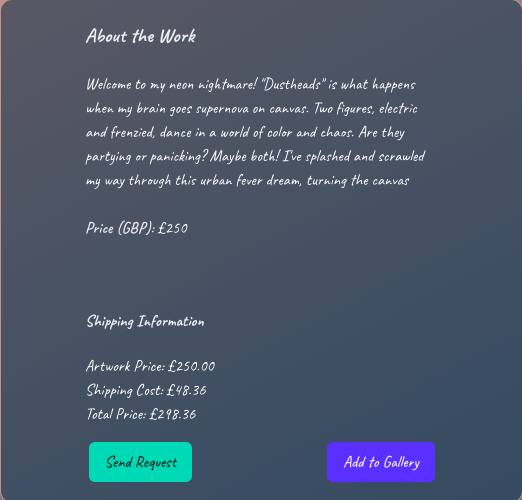 About the Work
Welcome to my neon nightmare! "Dustheads" is what happens
when my brain goes supernova on canvas. Two figures, electric
and frenzied, dance in a world of color and chaos. Are they
partying or panicking? Maybe both! I've splashed and scrawled
my way through this urban fever dream, turning the canvas
Price (GBP): £250
Shipping Information
Artwork Price: £250.00
Shipping Cost: £48.36
Total Price: £298.36
Send Request
Add to Gallery